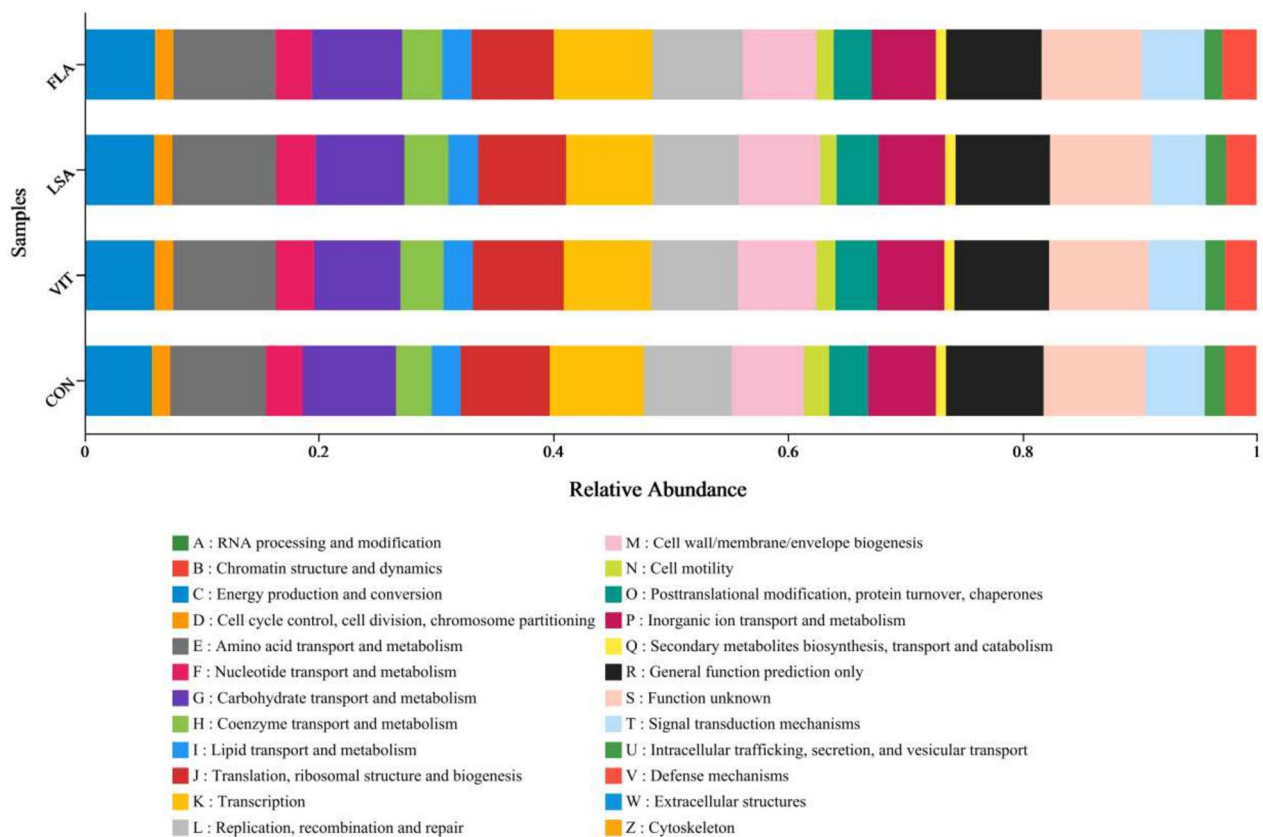 FLA
LSA
VIT
CON
Samples
0 0.2 0.4 0.6 0.8 1
Relative Abundance
A : RNA processing and modification
B : Chromatin structure and dynamics
C : Energy production and conversion
D : Cell cycle control, cell division, chromosome partitioning
E : Amino acid transport and metabolism
F : Nucleotide transport and metabolism
G : Carbohydrate transport and metabolism
H : Coenzyme transport and metabolism
I : Lipid transport and metabolism
J : Translation, ribosomal structure and biogenesis
K : Transcription
L : Replication, recombination and repair
M : Cell wall/membrane/envelope biogenesis
N : Cell motility
O : Posttranslational modification, protein turnover, chaperones
P : Inorganic ion transport and metabolism
Q : Secondary metabolites biosynthesis, transport and catabolism
R : General function prediction only
S : Function unknown
T : Signal transduction mechanisms
U : Intracellular trafficking, secretion, and vesicular transport
V : Defense mechanisms
W : Extracellular structures
Z : Cytoskeleton